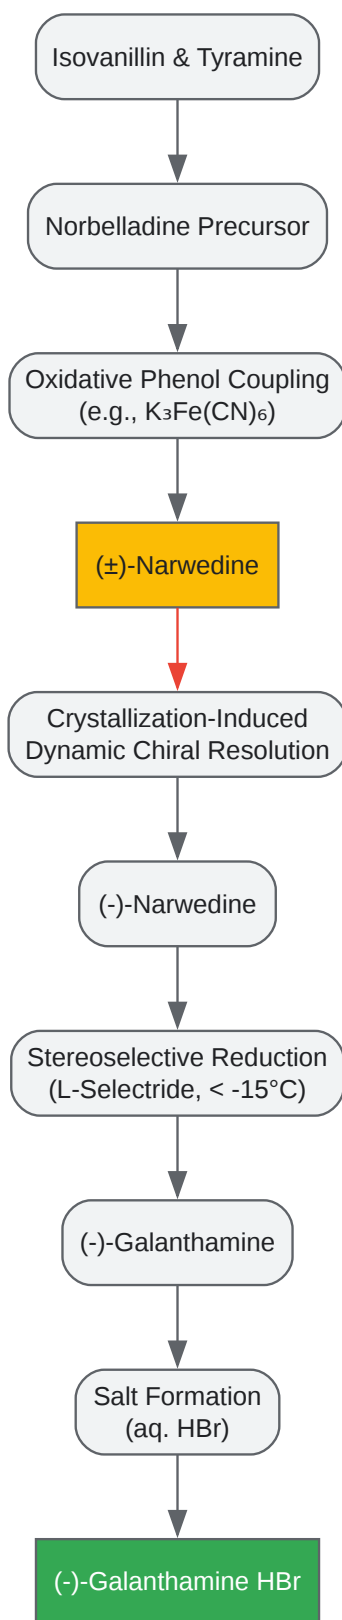 Isovanillin & Tyramine
Norbelladine Precursor
Oxidative Phenol Coupling
(e.g., K₃Fe(CN)₆)
(±)-Narwedine
Crystallization-Induced
Dynamic Chiral Resolution
(-)-Narwedine
Stereoselective Reduction
(L-Selectride, < -15°C)
(-)-Galanthamine
Salt Formation
(aq. HBr)
(-)-Galanthamine HBr